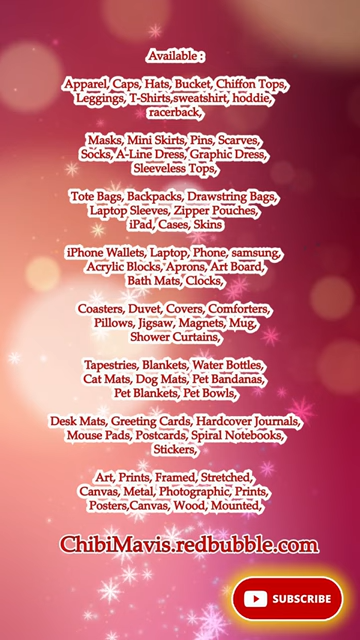 Available :
Apparel, Caps, Hats, Bucket, Chiffon Tops,
Leggings, T-Shirts,sweatshirt, hoddie,
racerback,
Masks, Mini Skirts, Pins, Scarves,
Socks, A-Line Dress, Graphic Dress,
Sleeveless Tops,
Tote Bags, Backpacks, Drawstring Bags,
Laptop Sleeves, Zipper Pouches,
iPad, Cases, Skins
iPhone Wallets, Laptop, Phone, samsung,
Acrylic Blocks, Aprons, Art Board,
Bath Mats, Clocks,
Coasters, Duvet, Covers, Comforters,
Pillows, Jigsaw, Magnets, Mug,
Shower Curtains,
Tapestries, Blankets, Water Bottles,
Cat Mats, Dog Mats, Pet Bandanas,
Pet Blankets, Pet Bowls,
Desk Mats, Greeting Cards, Hardcover Journals,
Mouse Pads, Postcards, Spiral Notebooks,
Stickers,
Art, Prints, Framed, Stretched,
Canvas, Metal, Photographic, Prints,
Posters,Canvas, Wood, Mounted,
ChibiMavis.redbubble.com
SUBSCRIBE